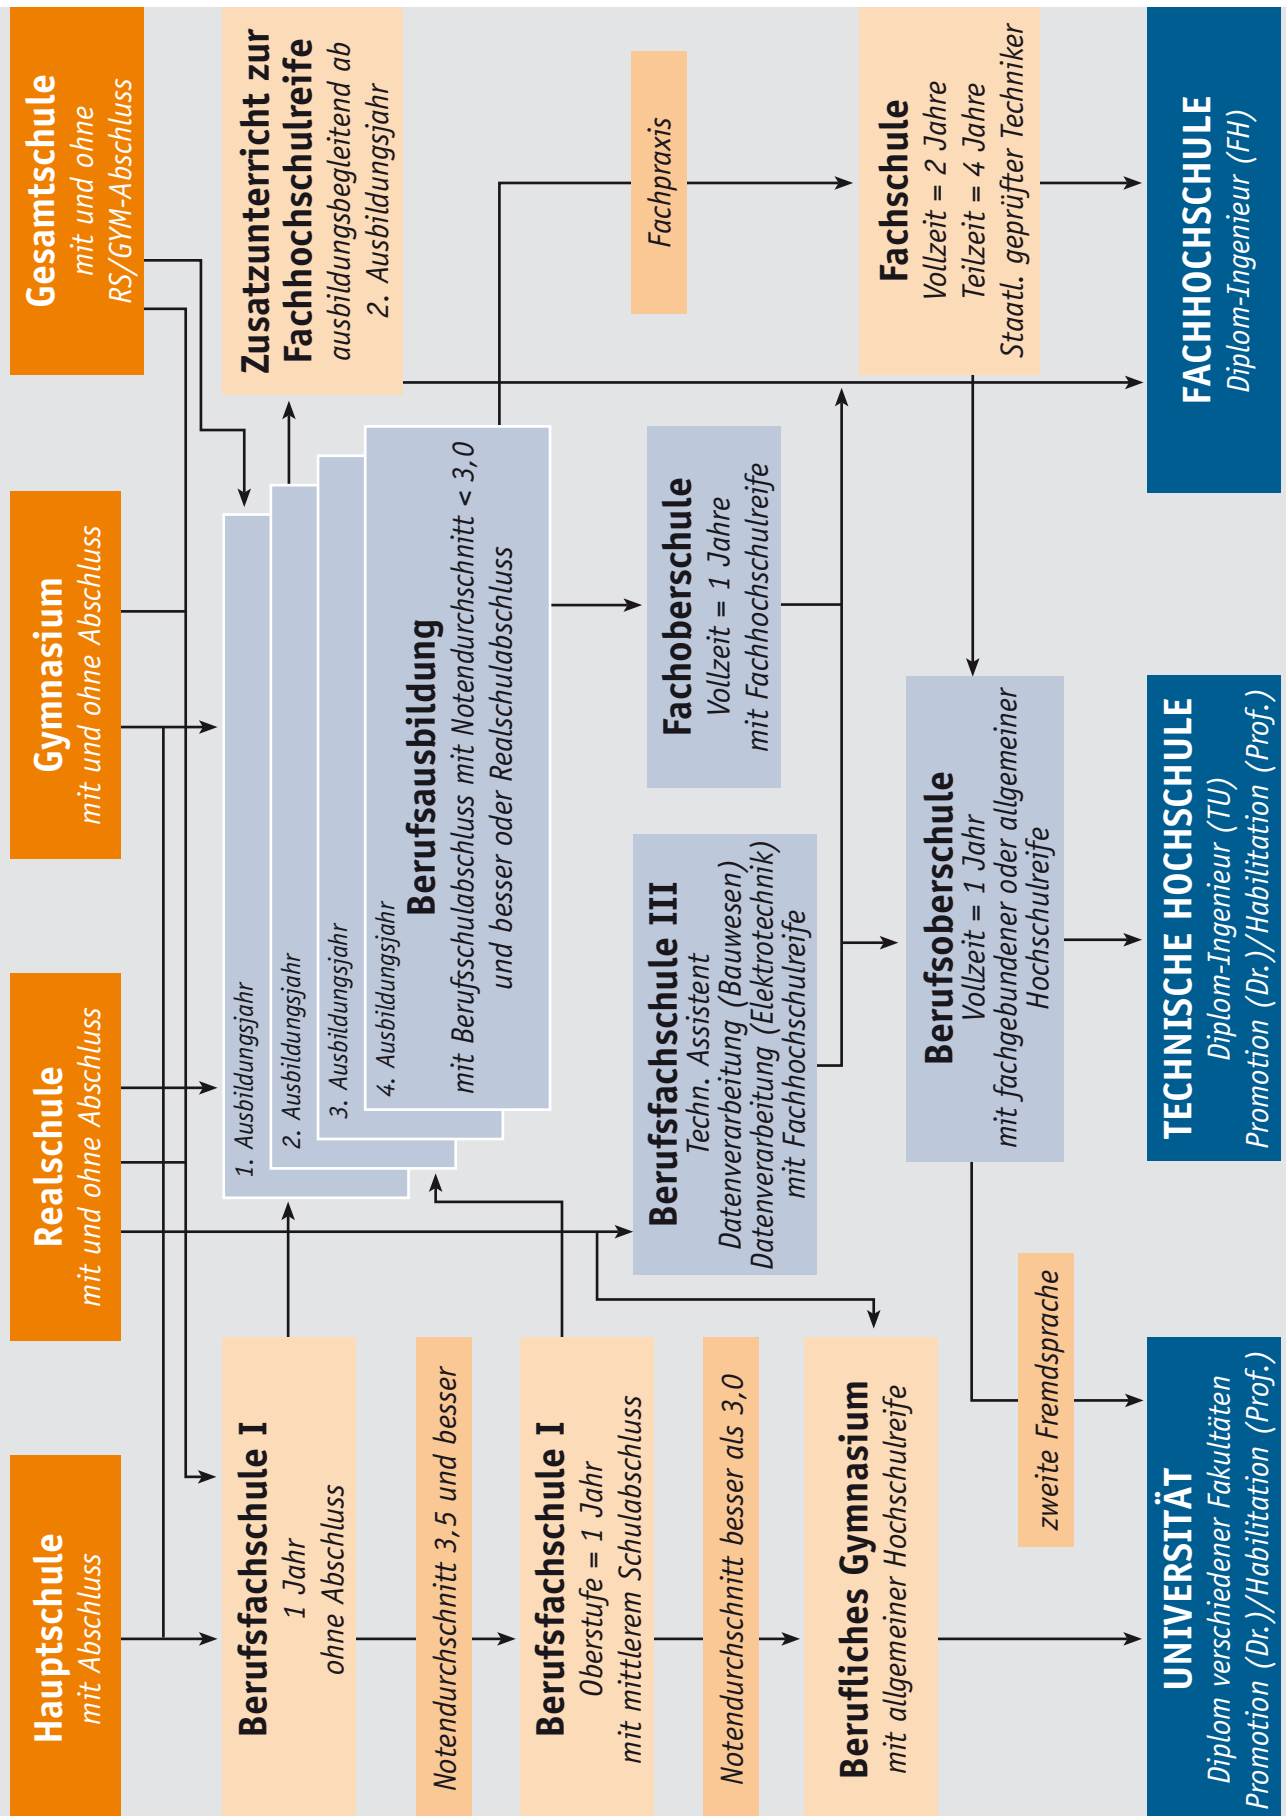 Hauptschule
mit Abschluss
Realschule
mit und ohne Abschluss
Gymnasium
mit und ohne Abschluss
Gesamtschule
mit und ohne
RS/GYM-Abschluss
Berufsfachschule I
1 Jahr
ohne Abschluss
1. Ausbildungsjahr
2. Ausbildungsjahr
3. Ausbildungsjahr
4. Ausbildungsjahr
Berufsausbildung
mit Berufsschulabschluss mit Notendurchschnitt < 3,0
und besser oder Realschulabschluss
Zusatzunterricht zur
Fachhochschulreife
ausbildungsbegleitend ab
2. Ausbildungsjahr
Notendurchschnitt 3,5 und besser
Berufsfachschule I
Oberstufe = 1 Jahr
mit mittlerem Schulabschluss
Notendurchschnitt besser als 3,0
Berufsfachschule III
Techn. Assistent
Datenverarbeitung (Bauwesen)
Datenverarbeitung (Elektrotechnik)
mit Fachhochschulreife
Fachoberschule
Vollzeit = 1 Jahre
mit Fachhochschulreife
Fachpraxis
Berufliches Gymnasium
mit allgemeiner Hochschulreife
Berufsoberschule
Vollzeit = 1 Jahr
mit fachgebundener oder allgemeiner
Hochschulreife
Fachschule
Vollzeit = 2 Jahre
Teilzeit = 4 Jahre
Staatl. geprüfter Techniker
zweite Fremdsprache
UNIVERSITÄT
Diplom verschiedener Fakultäten
Promotion (Dr.)/Habilitation (Prof.)
TECHNISCHE HOCHSCHULE
Diplom-Ingenieur (TU)
Promotion (Dr.)/Habilitation (Prof.)
FACHHOCHSCHULE
Diplom-Ingenieur (FH)